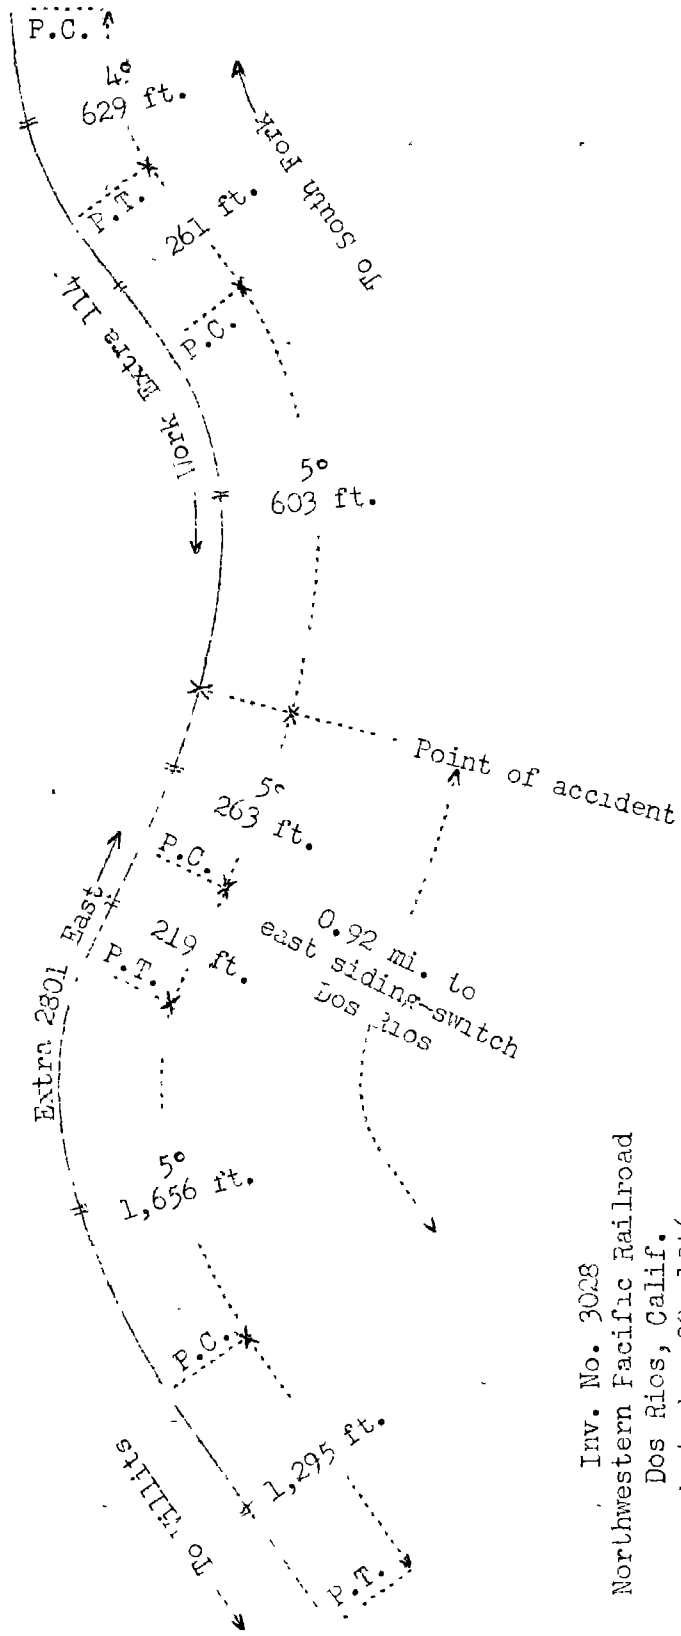 P.C.
4°
629 ft.
To South Fork
P.T.
261 ft.
P.C.
Work Extra 114
5°
603 ft.
Point of accident
5°
263 ft.
P.C.
219 ft.
P.T.
Extra 2801 East
0.92 mi. to
east siding-switch
Dos Rios
5°
1,656 ft.
P.C.
1,295 ft.
P.T.
To Willits
Inv. No. 3028
Northwestern Pacific Railroad
Dos Rios, Calif.